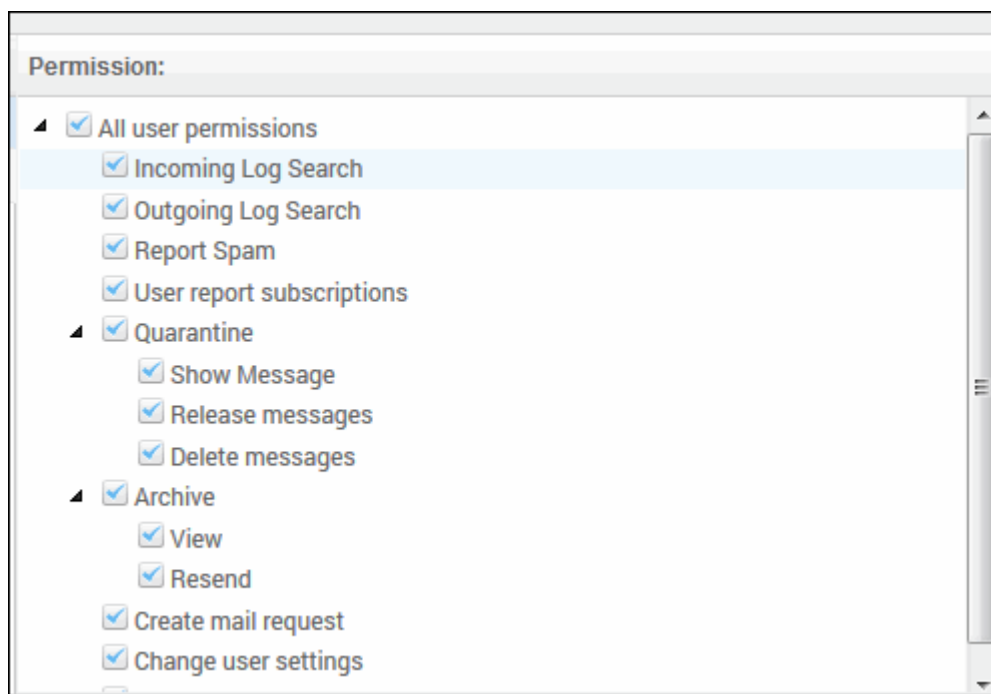 Permission:
All user permissions
Incoming Log Search
Outgoing Log Search
Report Spam
User report subscriptions
Quarantine
Show Message
Release messages
Delete messages
Archive
View
Resend
Create mail request
Change user settings